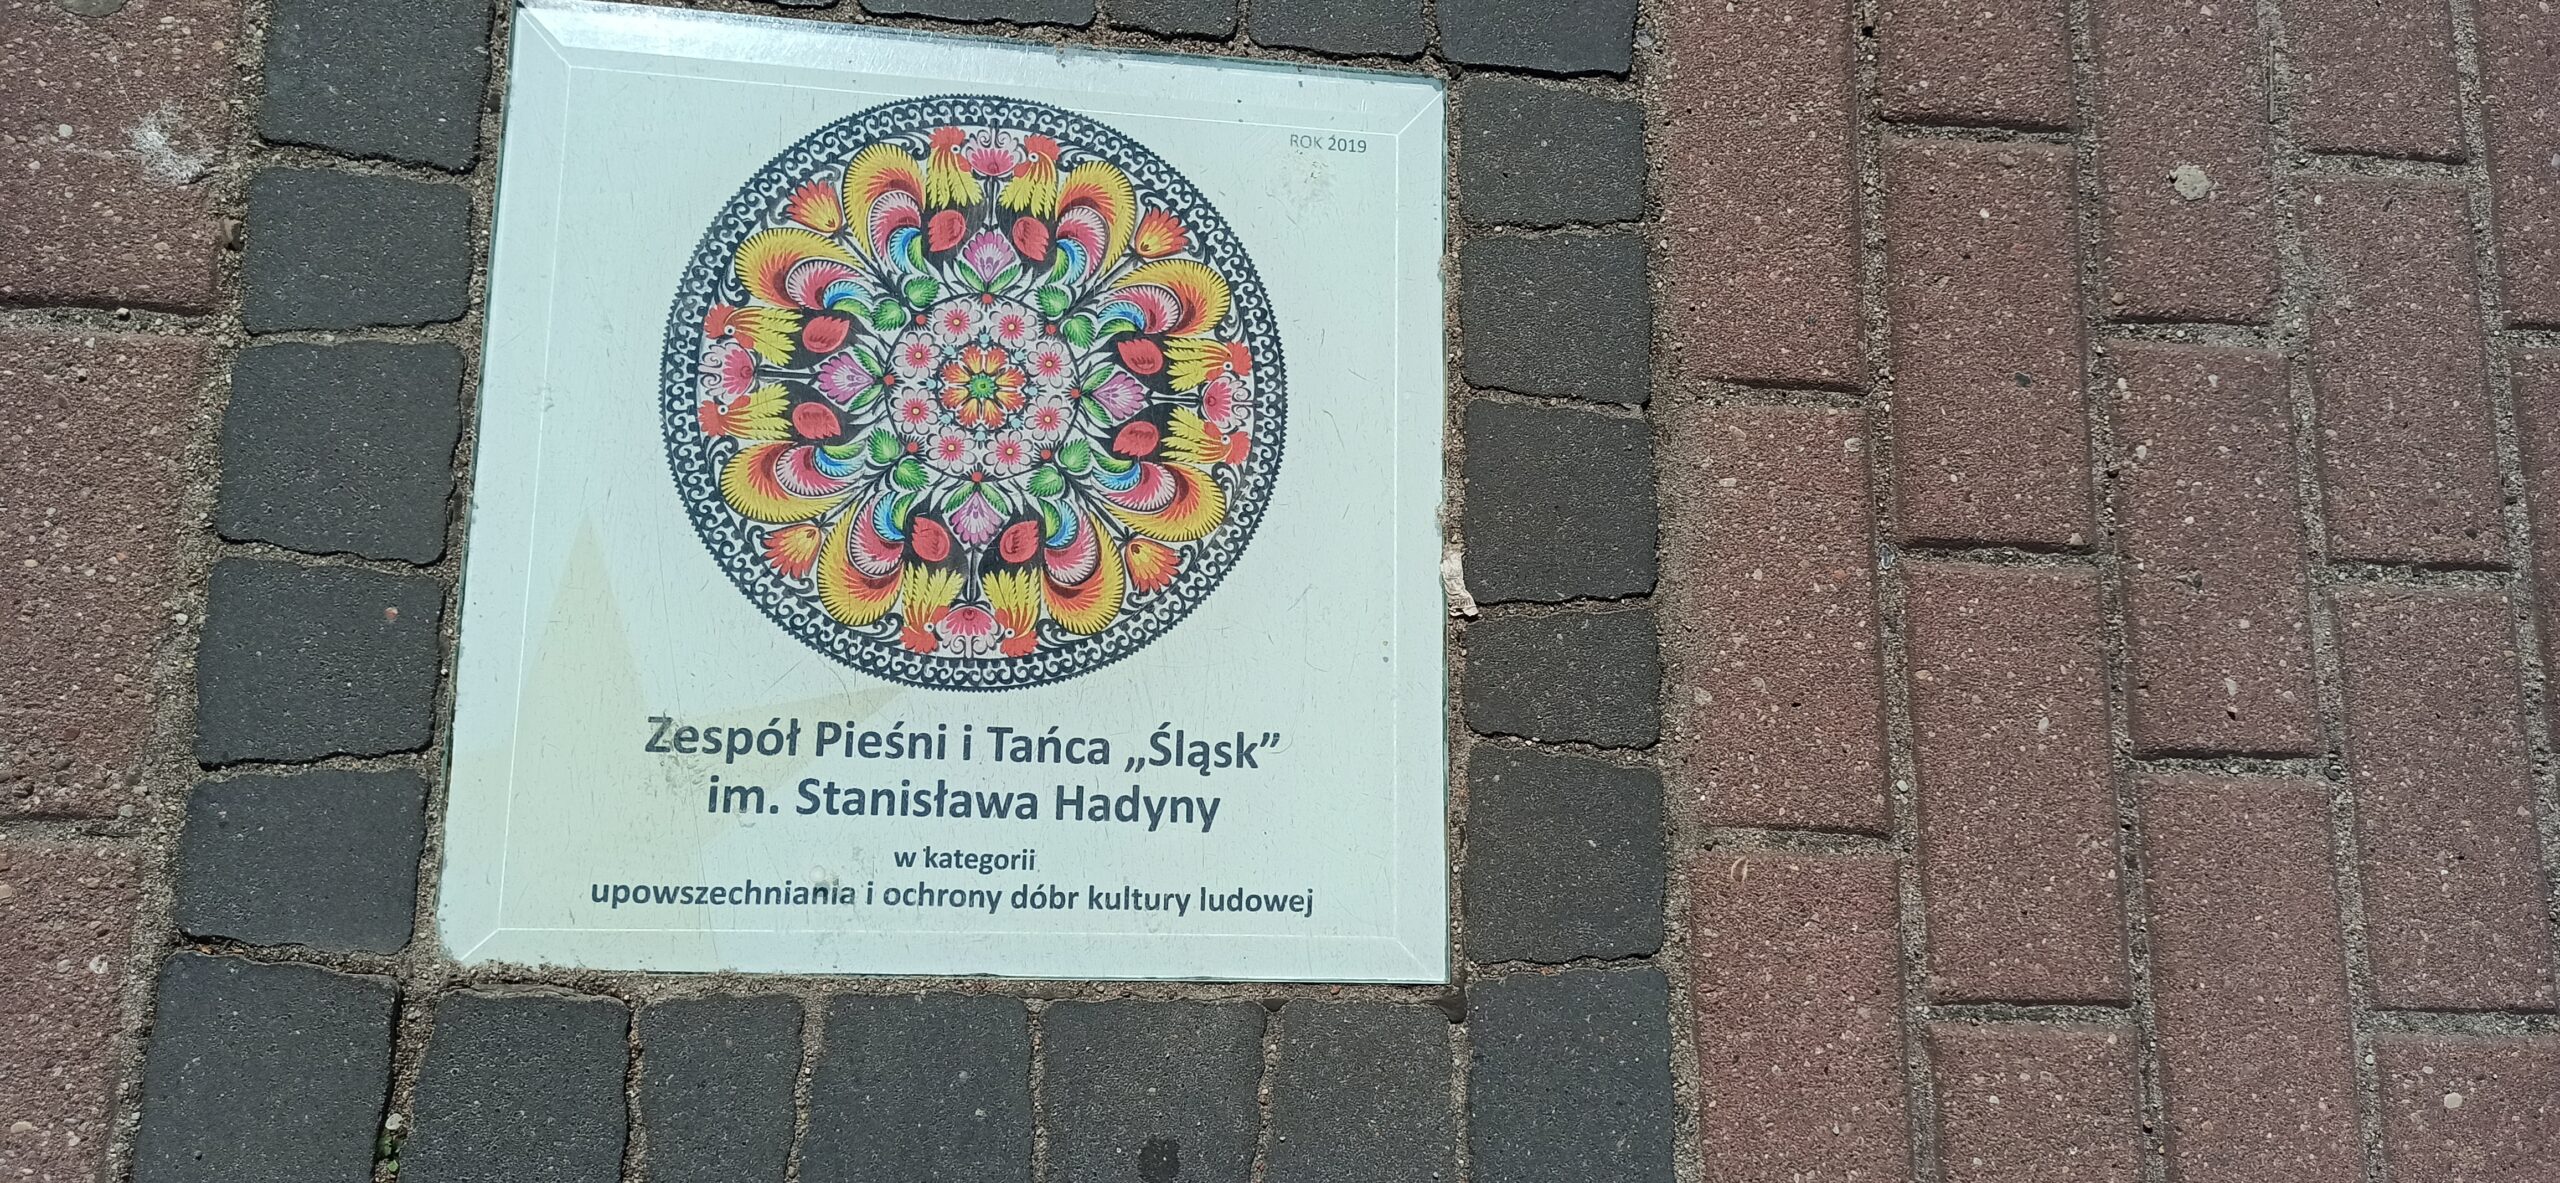 ROK 2019
Zespół Pieśni i Tańca „Śląsk”
im. Stanisława Hadyny
w kategorii
upowszechniania i ochrony dóbr kultury ludowej